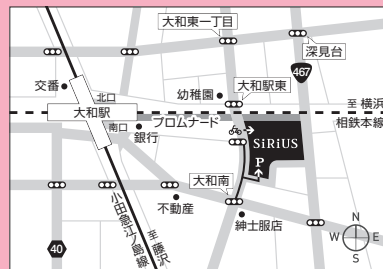 大和東一丁目
深見台
467
交番
北口
幼稚園
大和駅東
至 横浜
大和駅
プロムナード
相鉄本線
南口
銀行
SiRiUS
P
大和南
不動産
紳士服店
小田急江ノ島線
至 藤沢
40
N
W
E
S